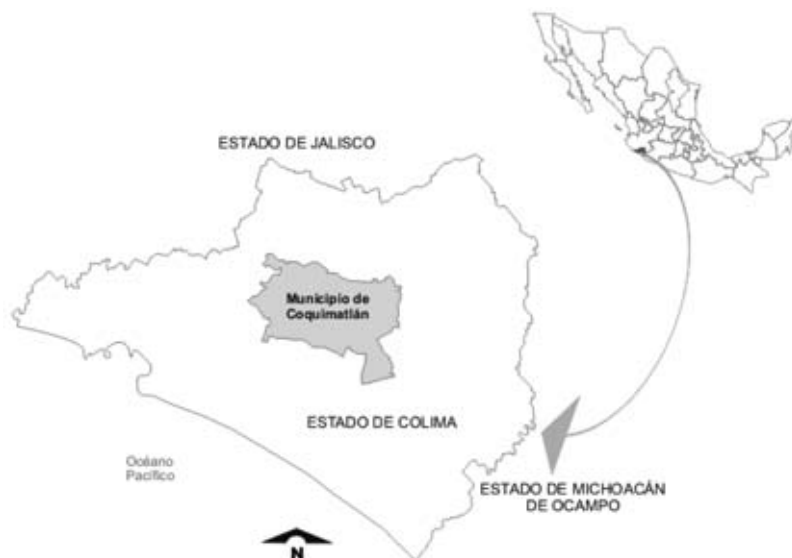 ESTADO DE JALISCO
Municipio de
Coquimatlán
ESTADO DE COLIMA
Océano
Pacífico
ESTADO DE MICHOACÁN
DE OCAMPO
N